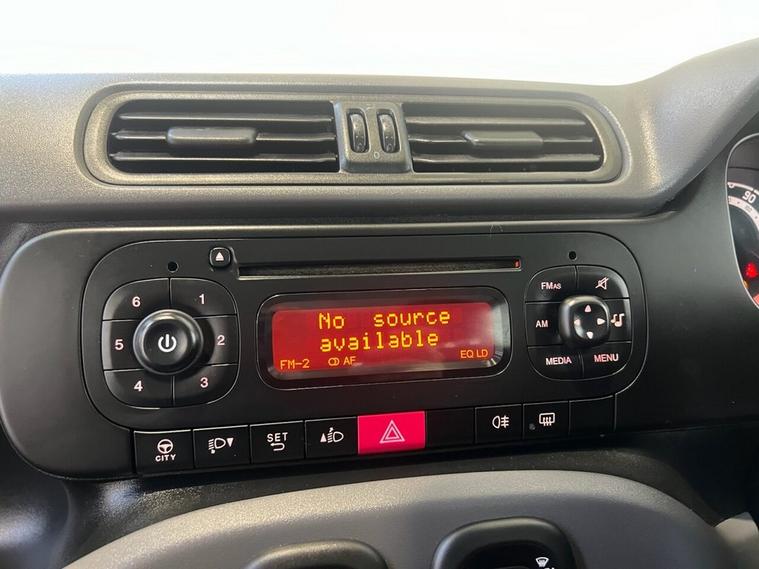 90
6
1
5
2
4
3
No source
available
FM-2 AF EQ LD
FMAS
AM
MEDIA
MENU
CITY
SET
0